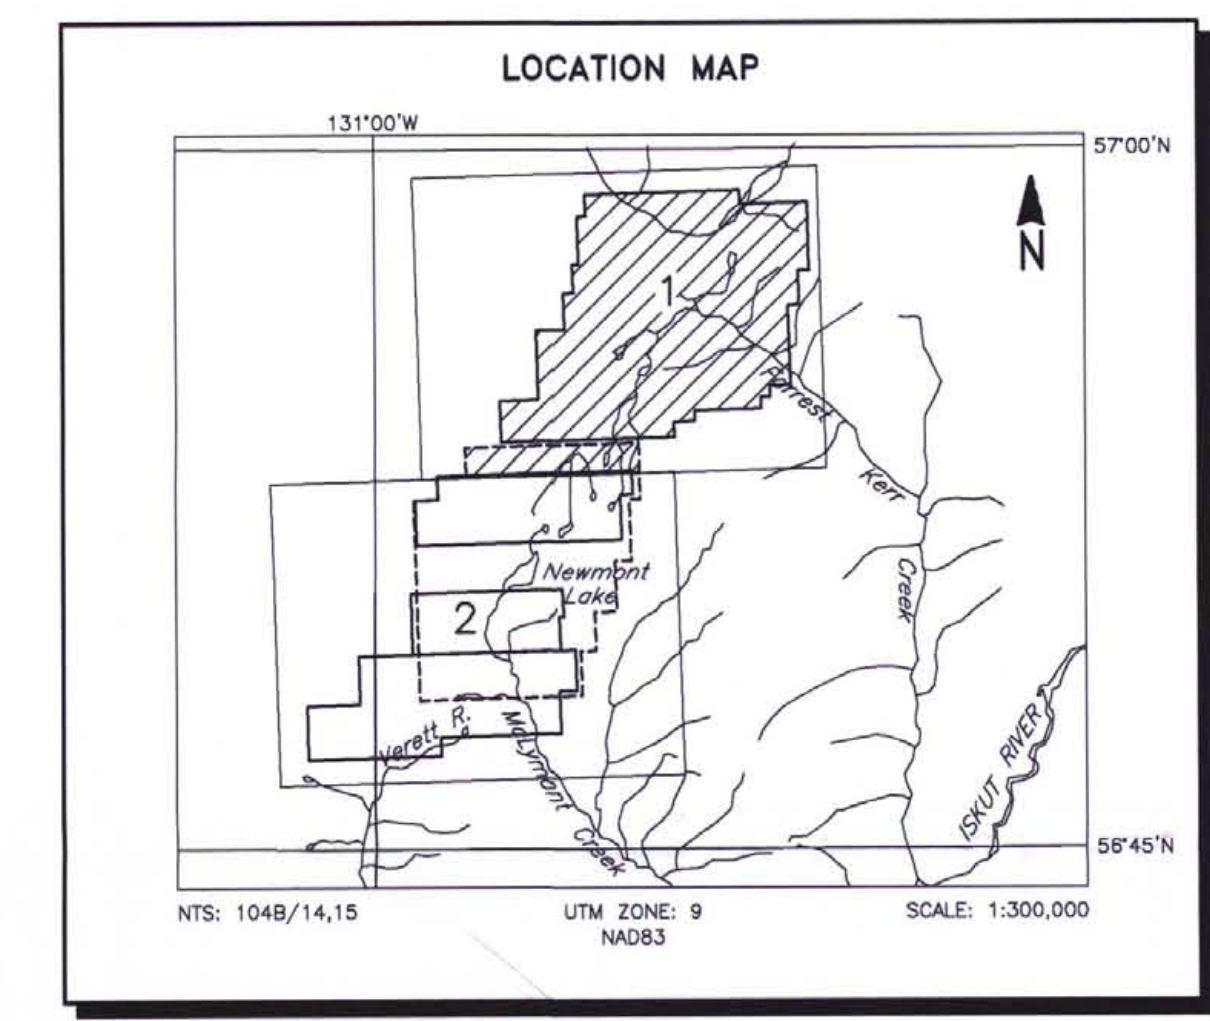 LOCATION MAP
131°00'W
57°00'N
N
1
Forrest
Kerr
Creek
Newmont
Lake
2
Verett R.
McLymont
Creek
ISKUT RIVER
56°45'N
NTS: 104B/14,15
UTM ZONE: 9
NAD83
SCALE: 1:300,000